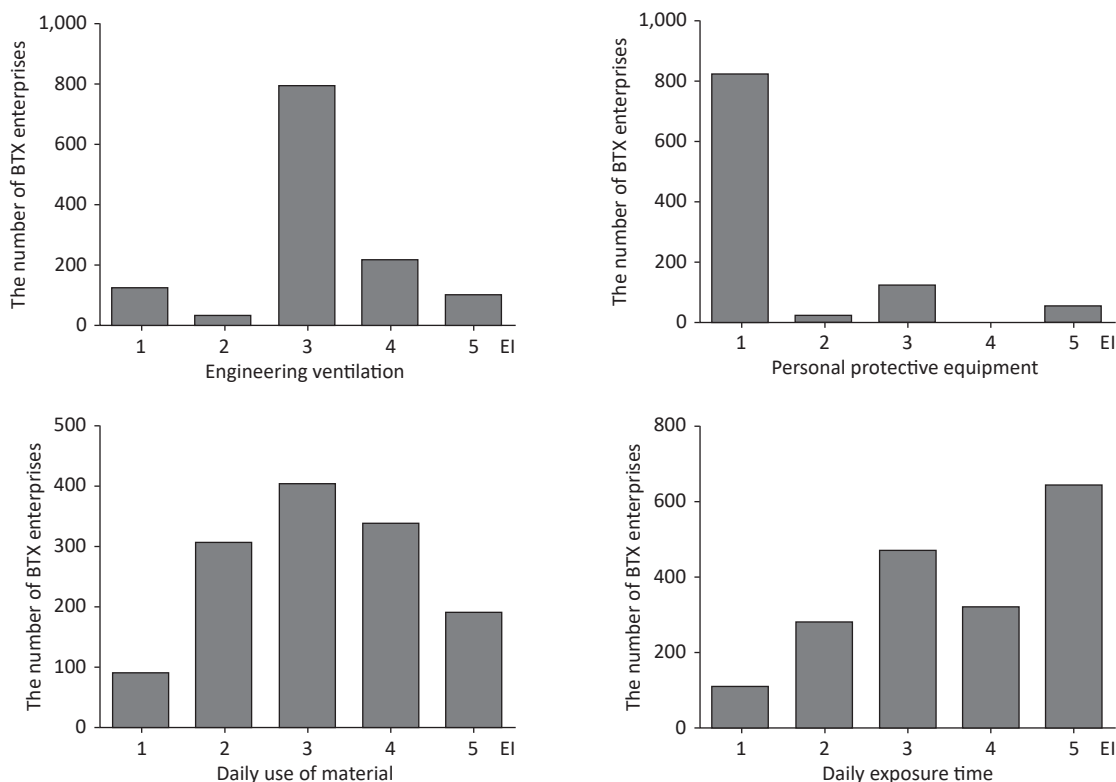 The number of BTX enterprises
1,000
800
600
400
200
0
1 2 3 4 5 EI
Engineering ventilation
The number of BTX enterprises
1,000
800
600
400
200
0
1 2 3 4 5 EI
Personal protective equipment
The number of BTX enterprises
500
400
300
200
100
0
1 2 3 4 5 EI
Daily use of material
The number of BTX enterprises
800
600
400
200
0
1 2 3 4 5 EI
Daily exposure time